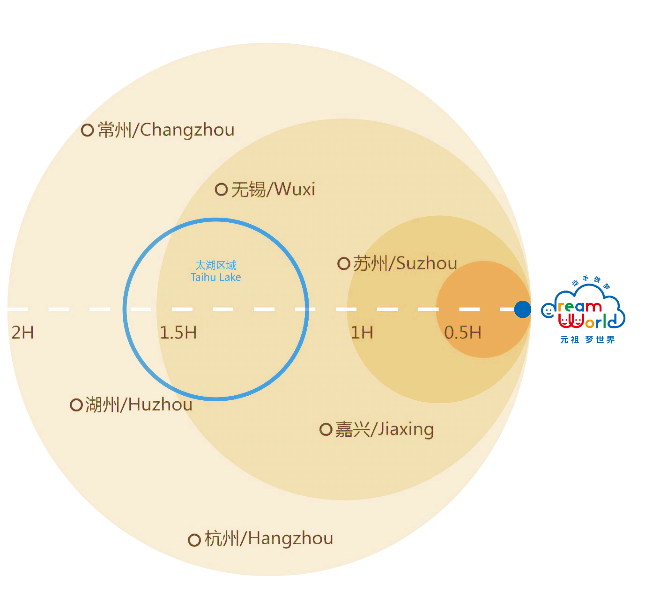 常州/Changzhou
无锡/Wuxi
苏州/Suzhou
太湖区域
Taihu Lake
2H
1.5H
1H
0.5H
dream
World
元祖 梦世界
湖州/Huzhou
嘉兴/Jiaxing
杭州/Hangzhou